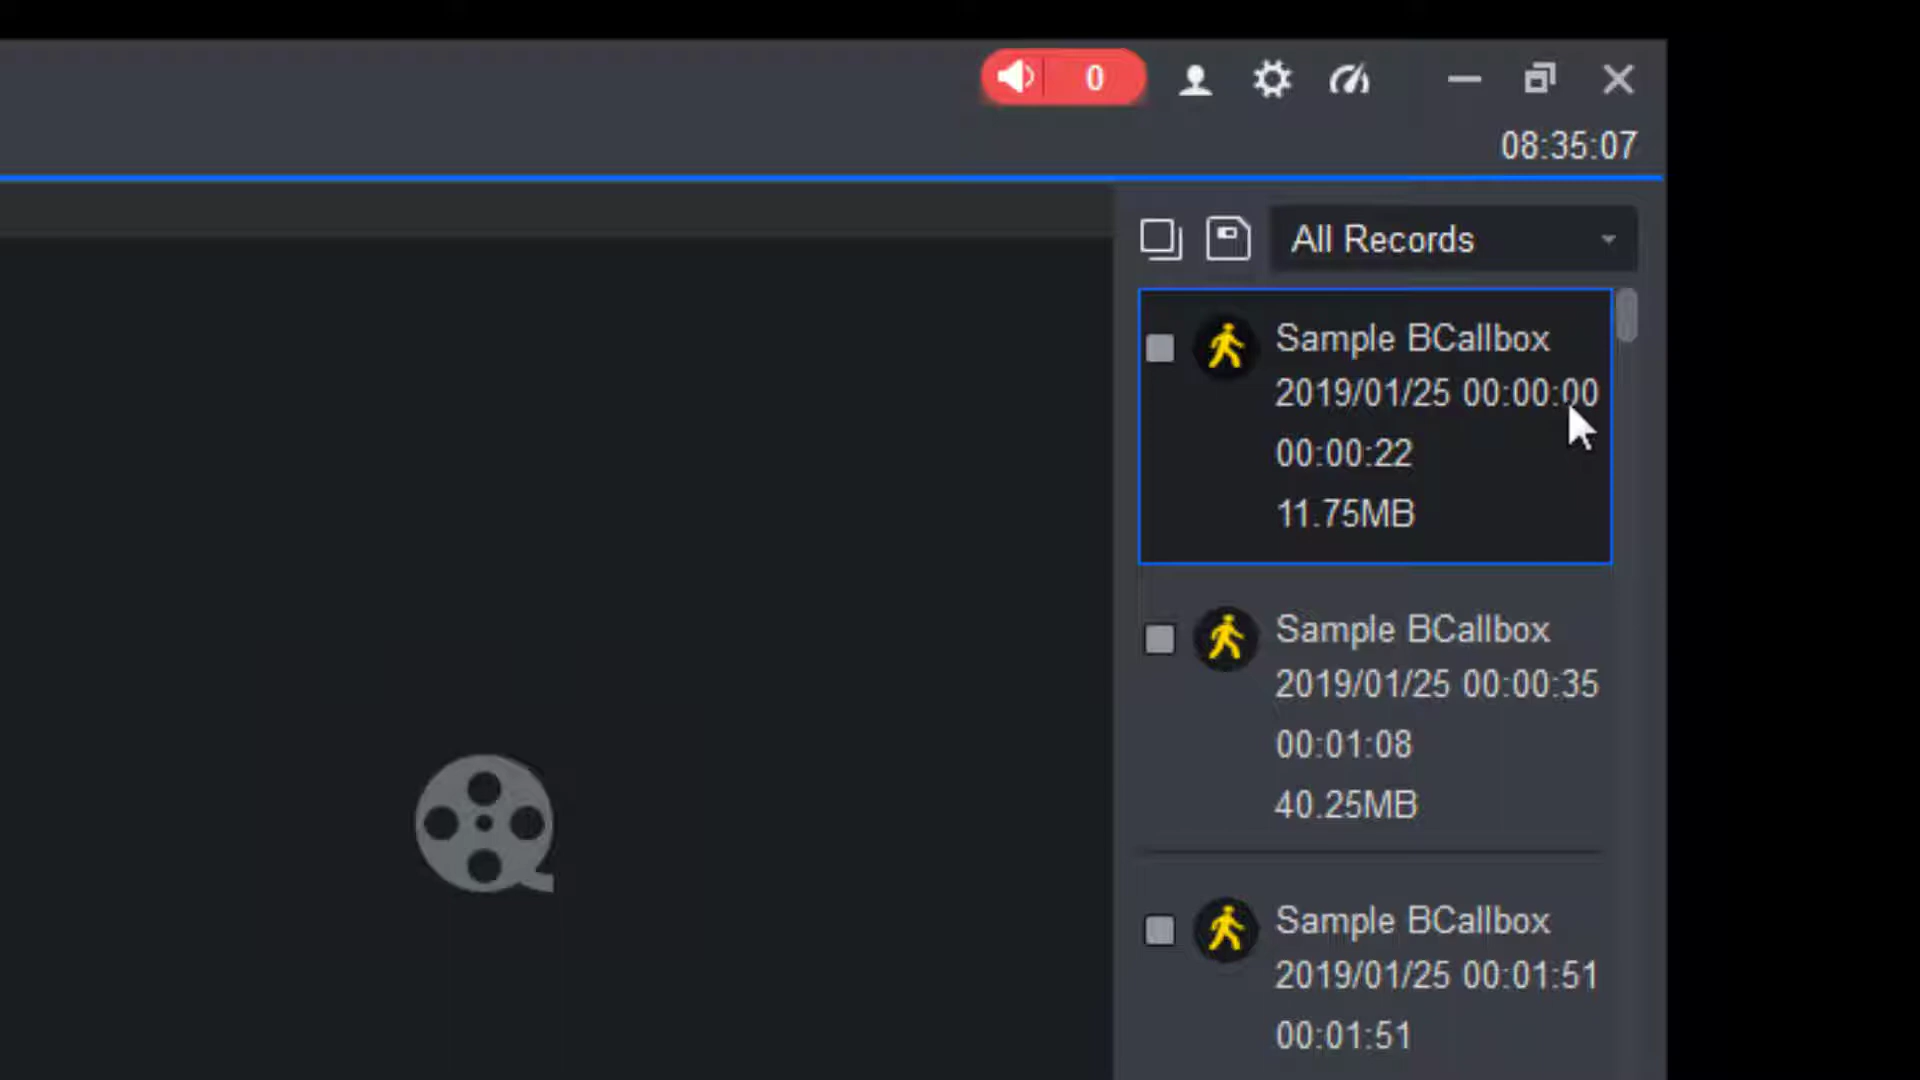 0
08:35:07
All Records
Sample BCallbox
2019/01/25 00:00:00
00:00:22
11.75MB
Sample BCallbox
2019/01/25 00:00:35
00:01:08
40.25MB
Sample BCallbox
2019/01/25 00:01:51
00:01:51